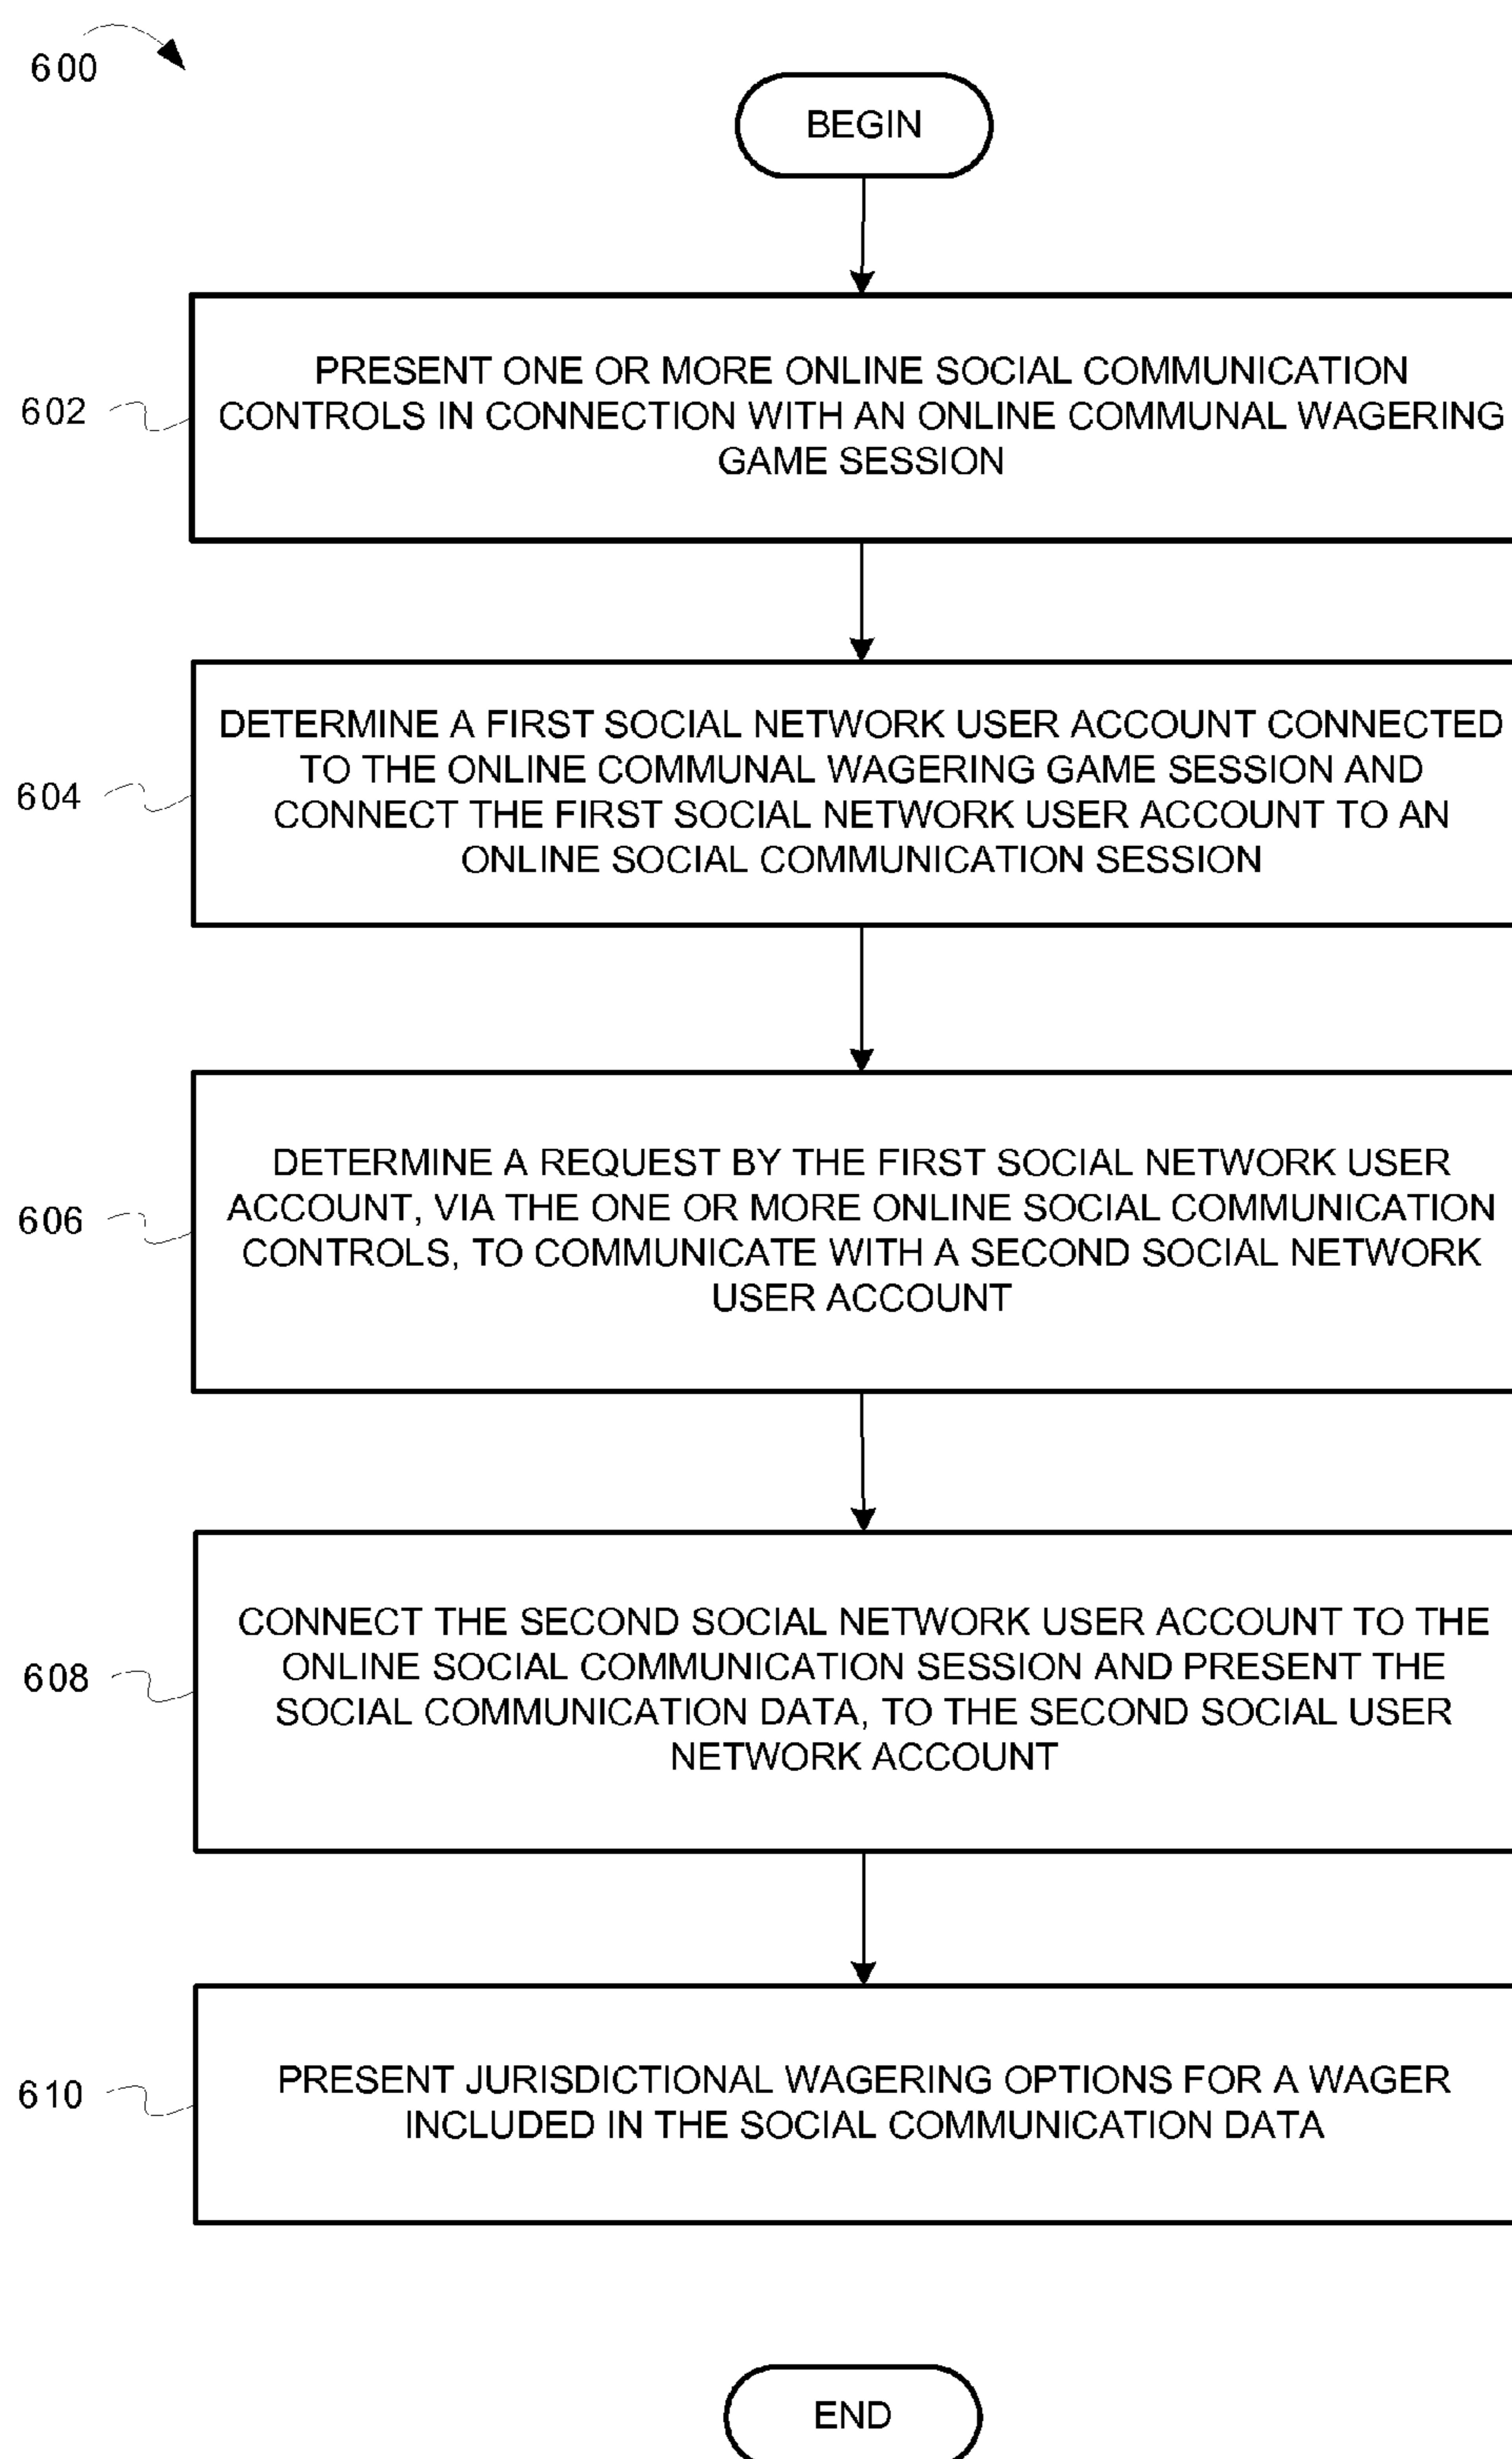 600
BEGIN
PRESENT ONE OR MORE ONLINE SOCIAL COMMUNICATION
CONTROLS IN CONNECTION WITH AN ONLINE COMMUNAL WAGERING
GAME SESSION
602
DETERMINE A FIRST SOCIAL NETWORK USER ACCOUNT CONNECTED
TO THE ONLINE COMMUNAL WAGERING GAME SESSION AND
CONNECT THE FIRST SOCIAL NETWORK USER ACCOUNT TO AN
ONLINE SOCIAL COMMUNICATION SESSION
604
DETERMINE A REQUEST BY THE FIRST SOCIAL NETWORK USER
ACCOUNT, VIA THE ONE OR MORE ONLINE SOCIAL COMMUNICATION
CONTROLS, TO COMMUNICATE WITH A SECOND SOCIAL NETWORK
USER ACCOUNT
606
CONNECT THE SECOND SOCIAL NETWORK USER ACCOUNT TO THE
ONLINE SOCIAL COMMUNICATION SESSION AND PRESENT THE
SOCIAL COMMUNICATION DATA, TO THE SECOND SOCIAL USER
NETWORK ACCOUNT
608
PRESENT JURISDICTIONAL WAGERING OPTIONS FOR A WAGER
INCLUDED IN THE SOCIAL COMMUNICATION DATA
610
END